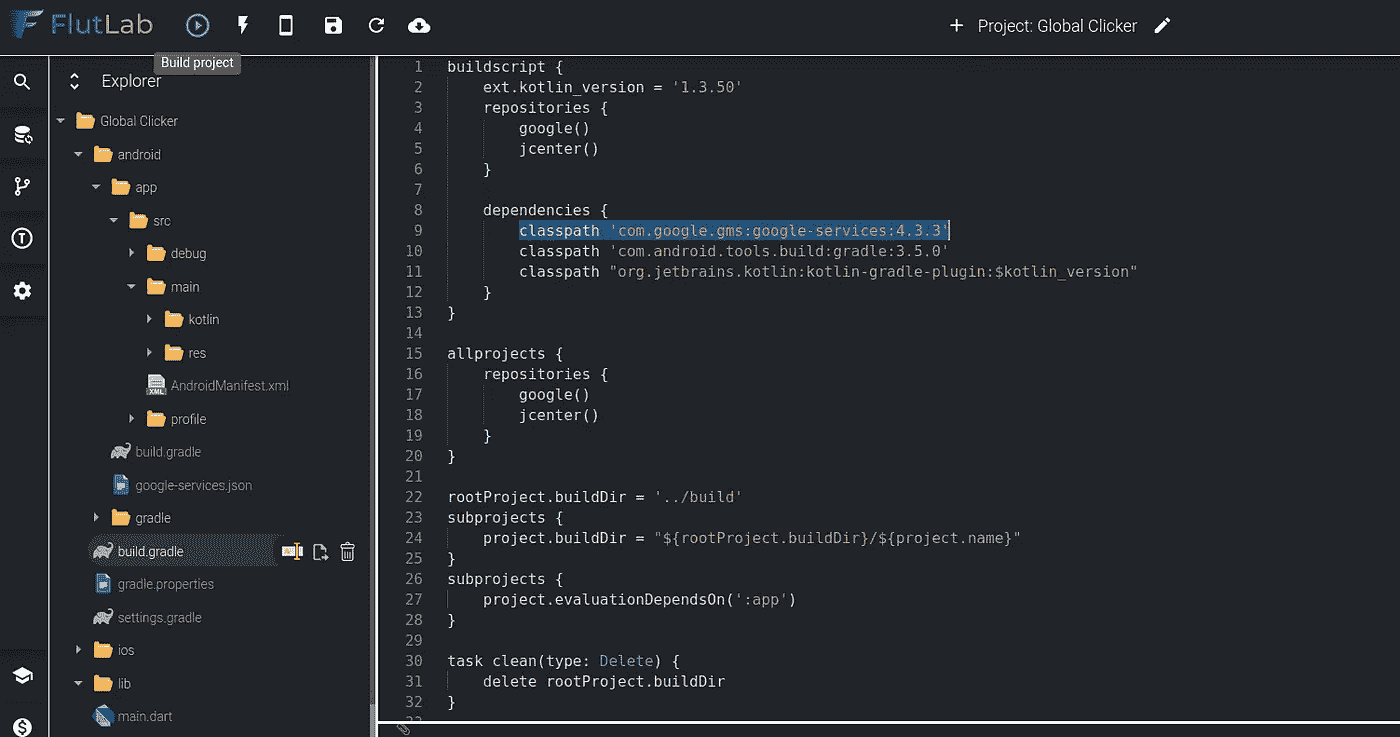 FlutLab
Project: Global Clicker
Build project
Explorer
Global Clicker
android
app
src
debug
main
kotlin
res
XML
AndroidManifest.xml
profile
build.gradle
google-services.json
gradle
build.gradle
gradle.properties
settings.gradle
ios
lib
main.dart
1 buildscript {
2 ext.kotlin_version = '1.3.50'
3 repositories {
4 google()
5 jcenter()
6 }
7
8 dependencies {
9 classpath 'com.google.gms:google-services:4.3.3'
10 classpath 'com.android.tools.build:gradle:3.5.0'
11 classpath "org.jetbrains.kotlin:kotlin-gradle-plugin:$kotlin_version"
12 }
13 }
14
15 allprojects {
16 repositories {
17 google()
18 jcenter()
19 }
20 }
21
22 rootProject.buildDir = '../build'
23 subprojects {
24 project.buildDir = "${rootProject.buildDir}/${project.name}"
25 }
26 subprojects {
27 project.evaluationDependsOn(':app')
28 }
29
30 task clean(type: Delete) {
31 delete rootProject.buildDir
32 }